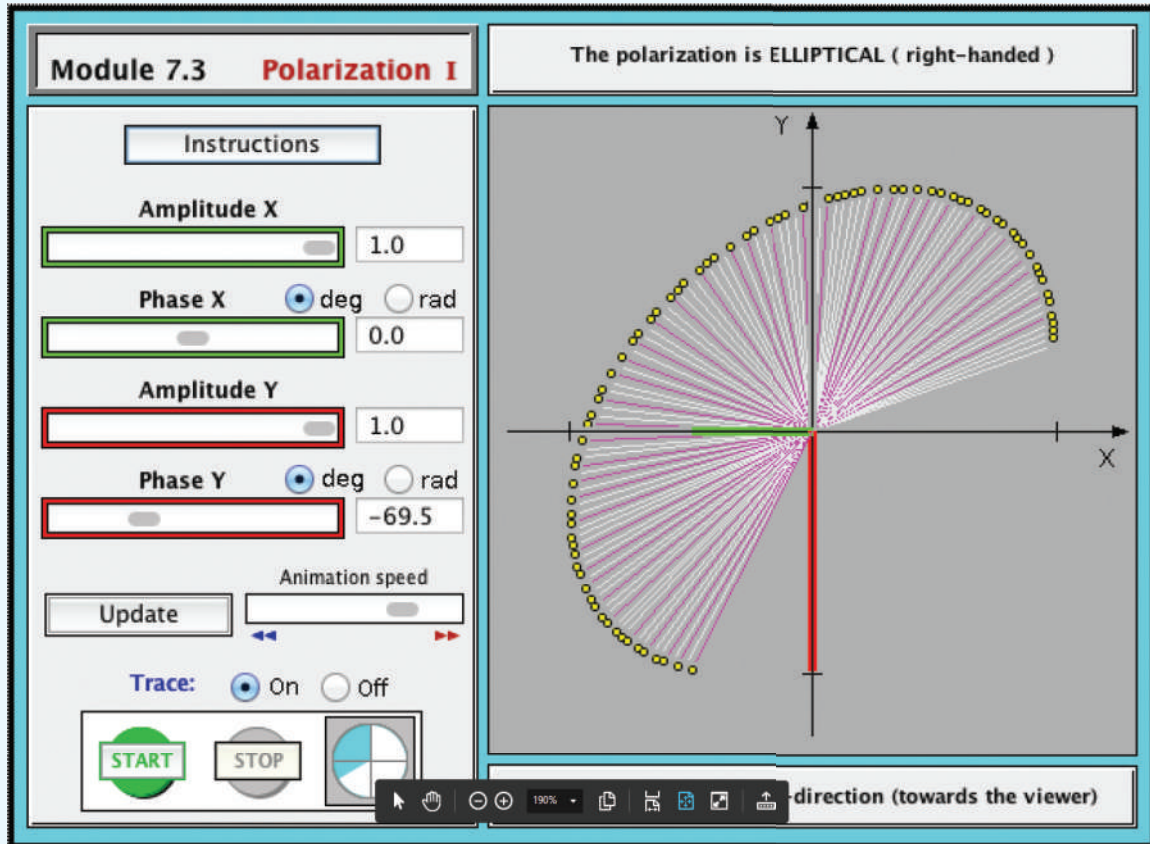 Module 7.3 Polarization I
The polarization is ELLIPTICAL ( right-handed )
Instructions
Amplitude X
1.0
Phase X deg rad
0.0
Amplitude Y
1.0
Phase Y deg rad
-69.5
Animation speed
Update
Trace: On Off
START STOP
Y
X
190%
-direction (towards the viewer)